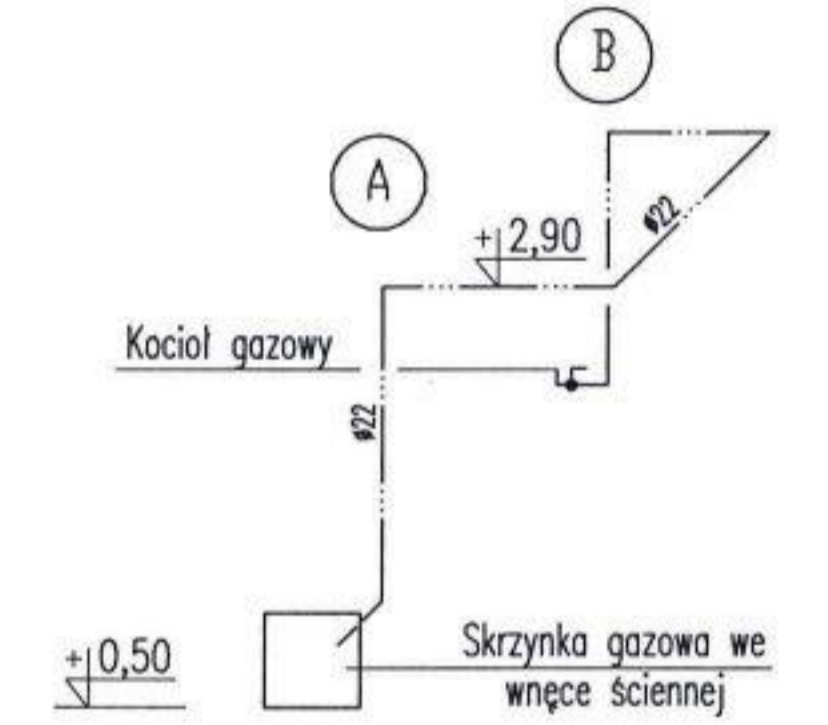 B
A
+2,90
ø22
Kocioł gazowy
ø22
Skrzynka gazowa we
wnęce ściennej
+0,50